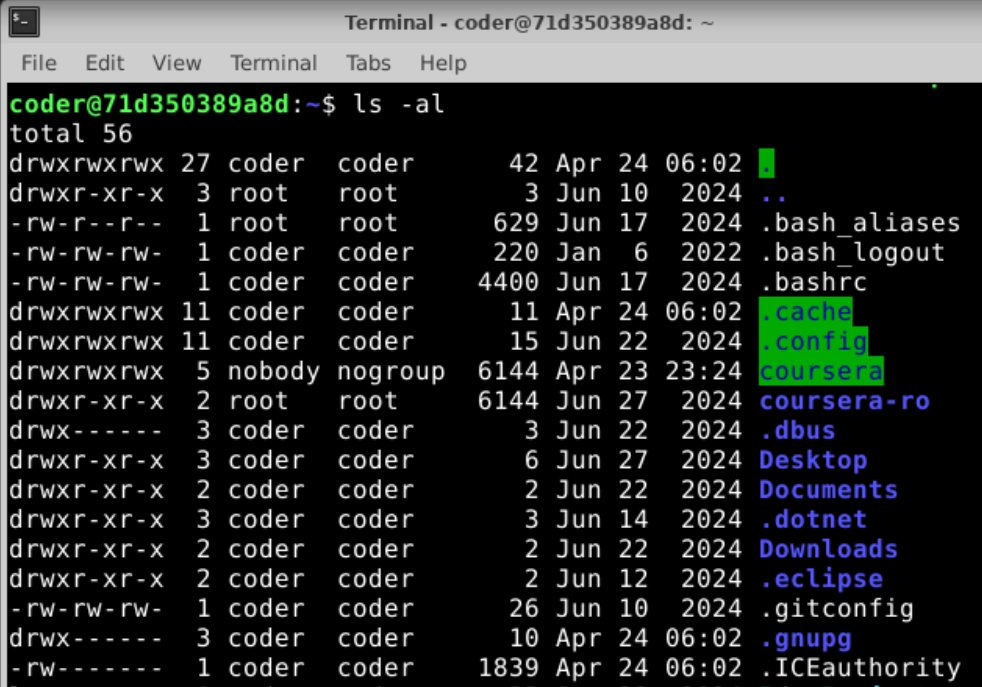 Terminal - coder@71d350389a8d: ~
File Edit View Terminal Tabs Help
coder@71d350389a8d:~$ ls -al
total 56
drwxrwxrwx 27 coder  coder      42 Apr 24 06:02 .
drwxr-xr-x  3 root   root        3 Jun 10  2024 ..
-rw-r--r--  1 root   root      629 Jun 17  2024 .bash_aliases
-rw-rw-rw-  1 coder  coder     220 Jan  6  2022 .bash_logout
-rw-rw-rw-  1 coder  coder    4400 Jun 17  2024 .bashrc
drwxrwxrwx 11 coder  coder      11 Apr 24 06:02 .cache
drwxrwxrwx 11 coder  coder      15 Jun 22  2024 .config
drwxrwxrwx  5 nobody nogroup  6144 Apr 23 23:24 coursera
drwxr-xr-x  2 root   root     6144 Jun 27  2024 coursera-ro
drwx------  3 coder  coder       3 Jun 22  2024 .dbus
drwxr-xr-x  3 coder  coder       6 Jun 27  2024 Desktop
drwxr-xr-x  2 coder  coder       2 Jun 22  2024 Documents
drwxr-xr-x  3 coder  coder       3 Jun 14  2024 .dotnet
drwxr-xr-x  2 coder  coder       2 Jun 22  2024 Downloads
drwxr-xr-x  2 coder  coder       2 Jun 12  2024 .eclipse
-rw-rw-rw-  1 coder  coder      26 Jun 10  2024 .gitconfig
drwx------  3 coder  coder      10 Apr 24 06:02 .gnupg
-rw-------  1 coder  coder    1839 Apr 24 06:02 .ICEauthority